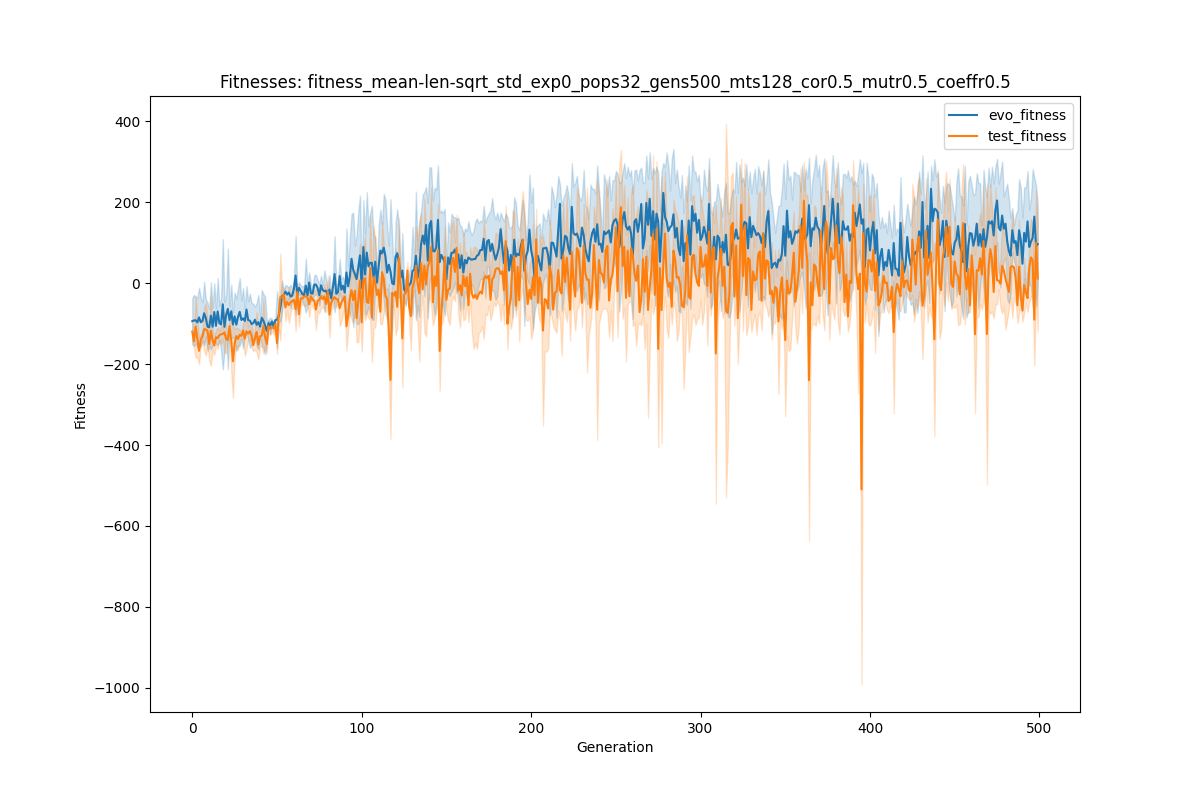 Fitnesses: fitness_mean-len-sqrt_std_exp0_pops32_gens500_mts128_cor0.5_mutr0.5_coeffr0.5
evo_fitness
test_fitness
400
200
0
−200
−400
−600
−800
−1000
Fitness
0 100 200 300 400 500
Generation